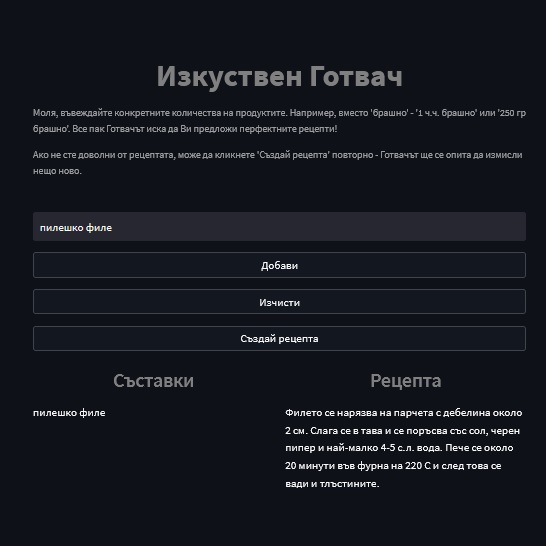 Изкуствен Готвач
Моля, въвеждайте конкретните количества на продуктите. Например, вместо 'брашно' - '1 ч.ч. брашно' или '250 гр
брашно'. Все пак Готвачът иска да Ви предложи перфектните рецепти!
Ако не сте доволни от рецептата, може да кликнете 'Създай рецепта' повторно - Готвачът ще се опита да измисли
нещо ново.
пилешко филе
Добави
Изчисти
Създай рецепта
Съставки
пилешко филе
Рецепта
Филето се нарязва на парчета с дебелина около
2 см. Слага се в тава и се поръсва със сол, черен
пипер и най-малко 4-5 с.л. вода. Пече се около
20 минути във фурна на 220 С и след това се
вади и тлъстините.